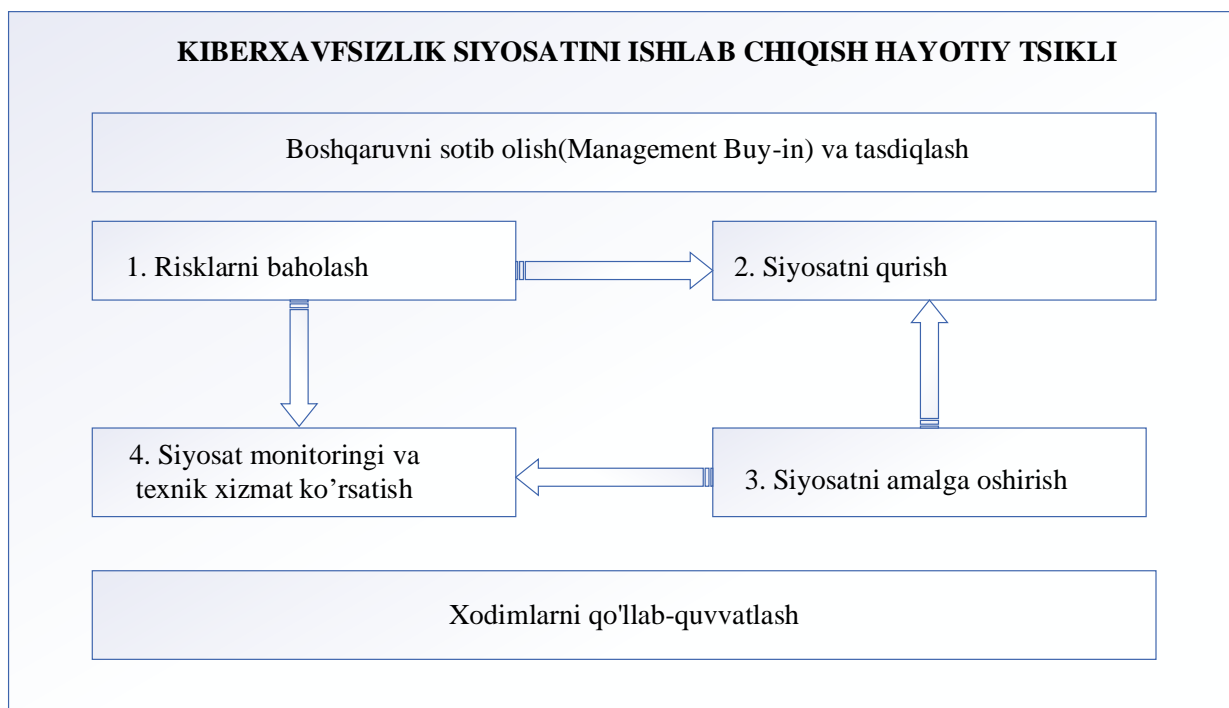 KIBERXAVFSIZLIK SIYOSATINI ISHLAB CHIQISH HAYOTIY TSIKLI
Boshqaruvni sotib olish(Management Buy-in) va tasdiqlash
1. Risklarni baholash
2. Siyosatni qurish
4. Siyosat monitoringi va
texnik xizmat ko’rsatish
3. Siyosatni amalga oshirish
Xodimlarni qo'llab-quvvatlash